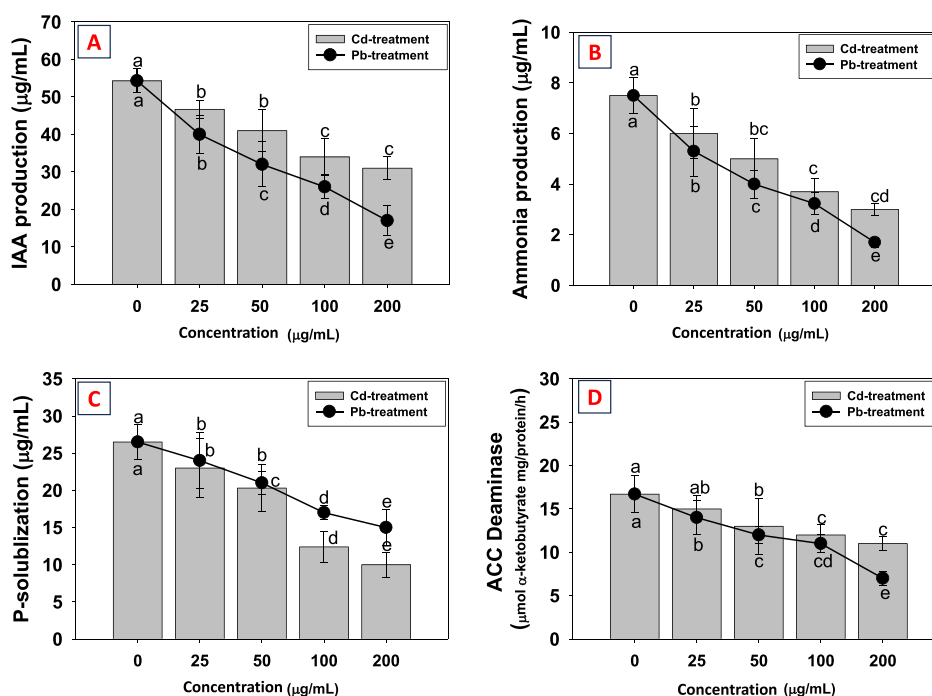 A
IAA production (μg/mL)
70
60
50
40
30
20
10
0
Cd-treatment
Pb-treatment
a
a
b
b
b
c
c
d
c
e
0 25 50 100 200
Concentration (μg/mL)
B
Ammonia production (μg/mL)
10
8
6
4
2
0
Cd-treatment
Pb-treatment
a
a
b
b
bc
c
c
d
cd
e
0 25 50 100 200
Concentration (μg/mL)
C
P-solublization (μg/mL)
35
30
25
20
15
10
5
0
Cd-treatment
Pb-treatment
a
a
b
b
b
c
d
d
e
e
0 25 50 100 200
Concentration (μg/mL)
D
ACC Deaminase
(μmol α-ketobutyrate mg/protein/h)
30
25
20
15
10
5
0
Cd-treatment
Pb-treatment
a
a
ab
b
b
c
c
cd
c
e
0 25 50 100 200
Concentration (μg/mL)